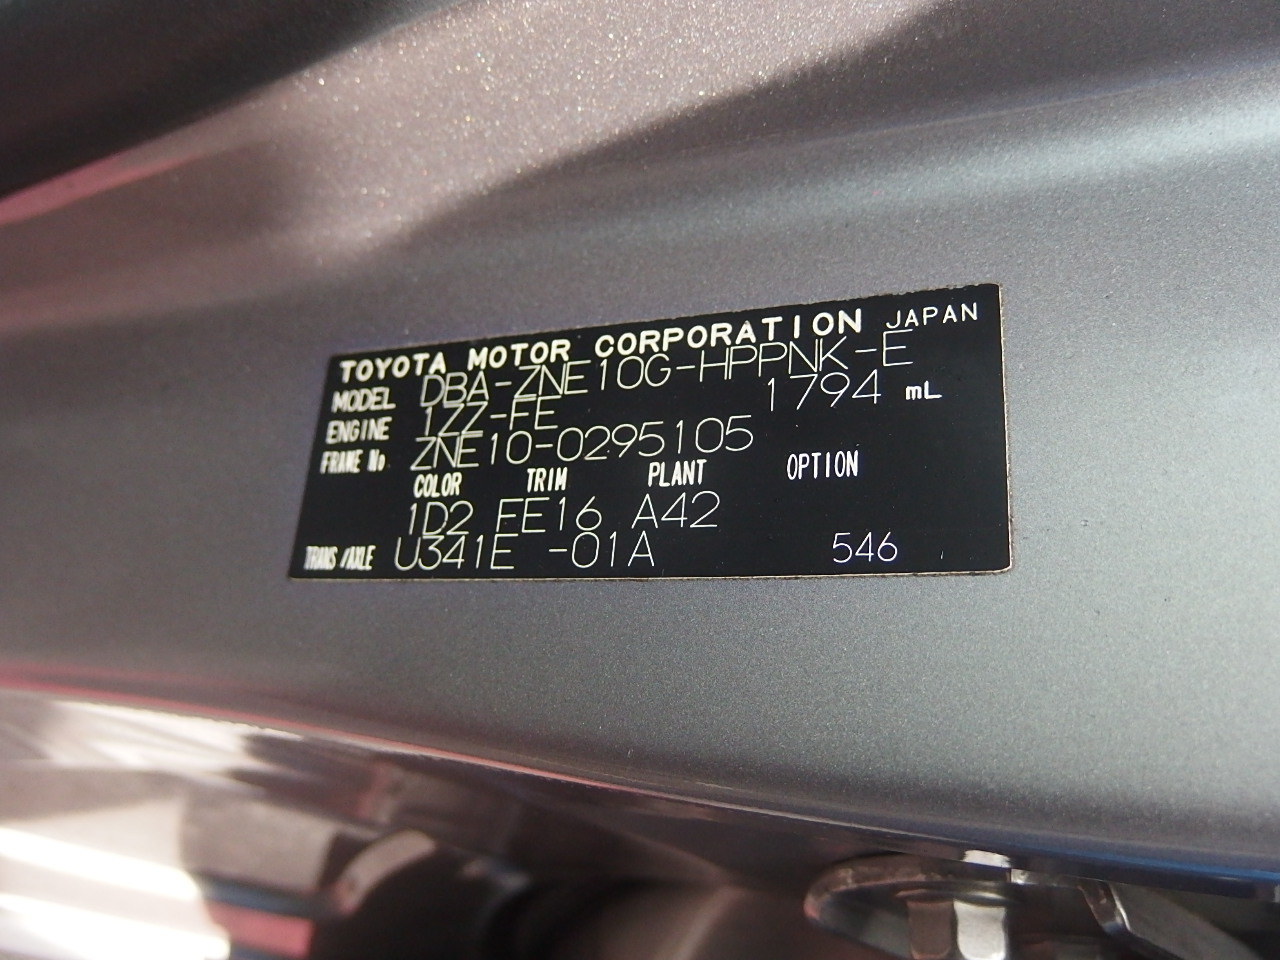 TOYOTA MOTOR CORPORATION JAPAN
MODEL DBA-ZNE10G-HPPNK-E
ENGINE 1ZZ-FE 1794 mL
FRAME No ZNE10-0295105
COLOR TRIM PLANT OPTION
1D2 FE16 A42
TRANS/AXLE U341E -01A 546